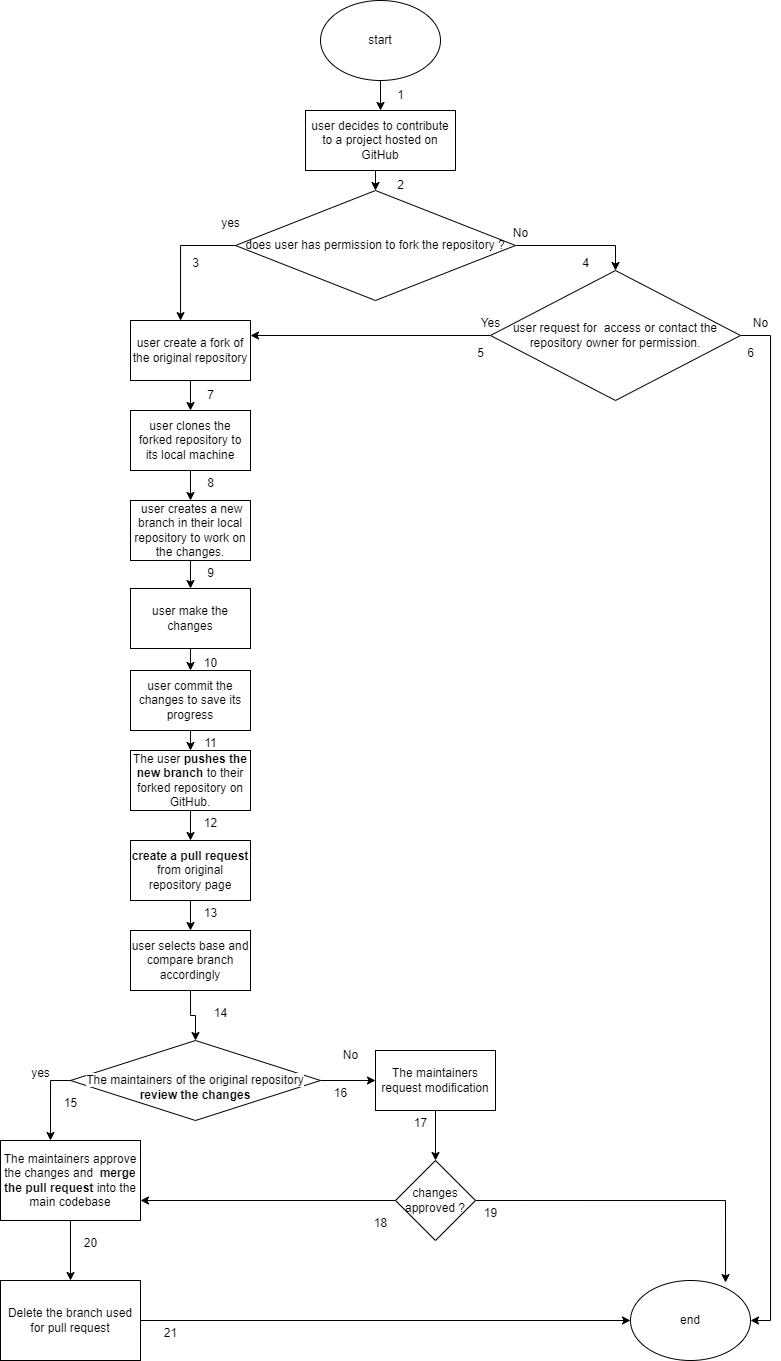 start
1
user decides to contribute
to a project hosted on
GitHub
2
yes
does user has permission to fork the repository ?
No
3
4
user create a fork of
the original repository
Yes
user request for  access or contact the
repository owner for permission.
No
5
6
7
user clones the
forked repository to
its local machine
8
user creates a new
branch in their local
repository to work on
the changes.
9
user make the
changes
10
user commit the
changes to save its
progress
11
The user pushes the
new branch to their
forked repository on
GitHub.
12
create a pull request
from original
repository page
13
user selects base and
compare branch
accordingly
14
yes
The maintainers of the original repository
review the changes
No
The maintainers
request modification
15
16
17
The maintainers approve
the changes and  merge
the pull request into the
main codebase
changes
approved ?
18
19
20
Delete the branch used
for pull request
21
end